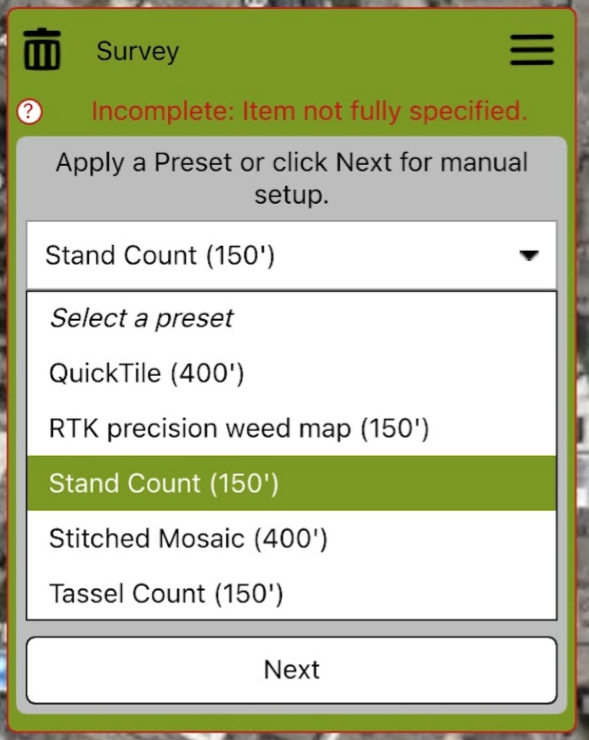 Survey
? Incomplete: Item not fully specified.
Apply a Preset or click Next for manual
setup.
Stand Count (150')
Select a preset
QuickTile (400')
RTK precision weed map (150')
Stand Count (150')
Stitched Mosaic (400')
Tassel Count (150')
Next